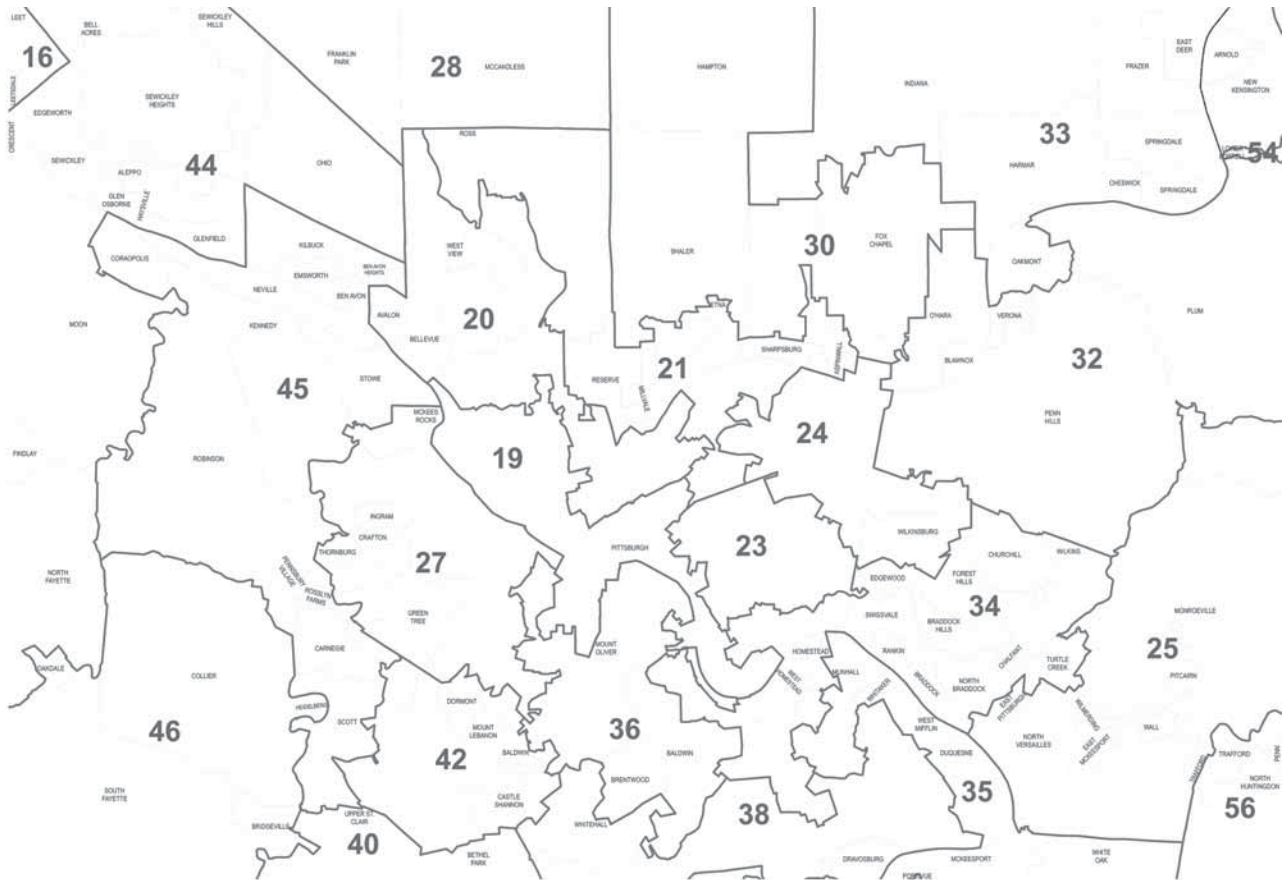 LEET
BELL
ACRES
SEWICKLEY
HILLS
16
FRANKLIN
PARK
28
MCCANDLESS
HAMPTON
INDIANA
FRAZER
EAST
DEER
ARNOLD
NEW
KENSINGTON
LEETSDALE
EDGEWORTH
SEWICKLEY
HEIGHTS
CRESCENT
SEWICKLEY
ALEPPO
44
OHIO
ROSS
33
HARMAR
SPRINGDALE
54
CHESWICK
SPRINGDALE
GLEN
OSBORNE
HAYSVILLE
GLENFIELD
CORAOPOLIS
KILBUCK
EMSWORTH
BEN AVON
HEIGHTS
NEVILLE
BEN AVON
WEST
VIEW
SHALER
30
FOX
CHAPEL
OAKMONT
MOON
KENNEDY
AVALON
BELLEVUE
20
ETNA
O'HARA
VERONA
PLUM
SHARPSBURG
ASPINWALL
BLAWNOX
32
45
STOWE
RESERVE
MILLVALE
21
MCKEES
ROCKS
PENN
HILLS
24
FINDLAY
ROBINSON
19
INGRAM
CRAFTON
THORNBURG
27
PITTSBURGH
23
WILKINSBURG
CHURCHILL
WILKINS
NORTH
FAYETTE
PENNSBURY
VILLAGE
ROSSLYN
FARMS
GREEN
TREE
EDGEWOOD
FOREST
HILLS
34
SWISSVALE
BRADDOCK
HILLS
MONROEVILLE
25
PITCAIRN
OAKDALE
COLLIER
CARNEGIE
MOUNT
OLIVER
HOMESTEAD
WEST
HOMESTEAD
MUNHALL
RANKIN
WHITAKER
BRADDOCK
NORTH
BRADDOCK
CHALFANT
TURTLE
CREEK
EAST
PITTSBURGH
WILMERDING
HEIDELBERG
SCOTT
DORMONT
MOUNT
LEBANON
BALDWIN
46
42
36
BALDWIN
WEST
MIFFLIN
DUQUESNE
NORTH
VERSAILLES
EAST
MCKEESPORT
WALL
TRAFFORD
TRAFFORD
PENN
NORTH
HUNTINGDON
56
SOUTH
FAYETTE
CASTLE
SHANNON
BRENTWOOD
35
BRIDGEVILLE
UPPER ST.
CLAIR
40
BETHEL
PARK
WHITEHALL
38
DRAVOSBURG
MCKEESPORT
WHITE
OAK